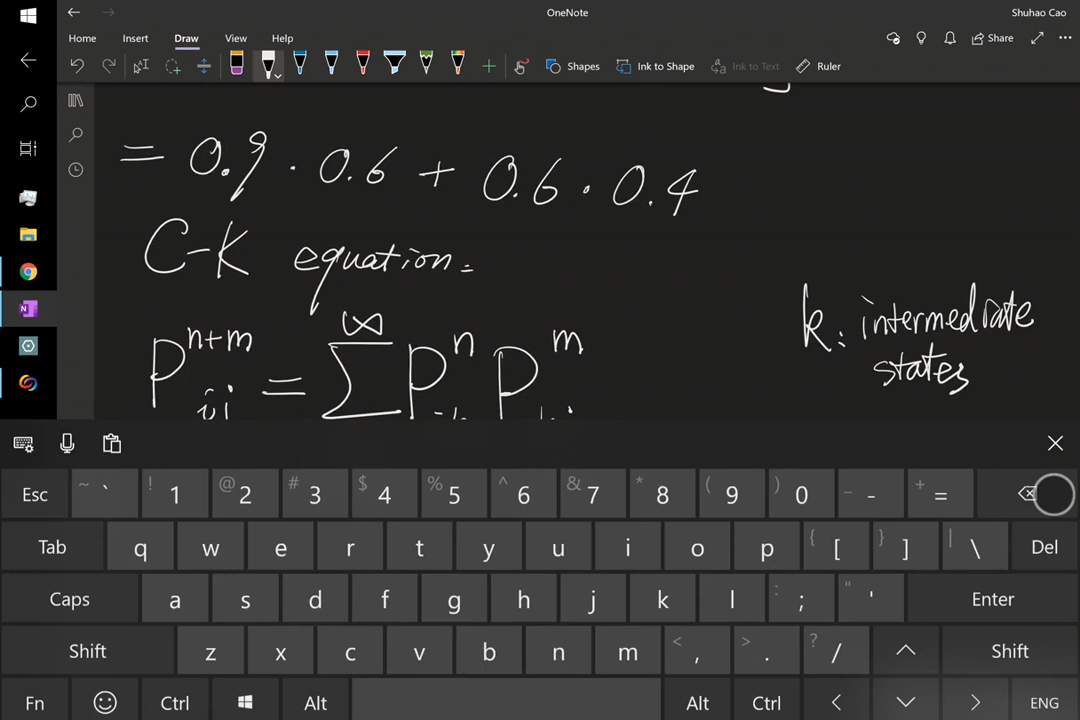 OneNote
Shuhao Cao
Home Insert Draw View Help
Share
Shapes Ink to Shape Ink to Text Ruler
= 0.9 · 0.6 + 0.6 · 0.4
C-K equation:
k: intermediate
states
P^{n+m}_{ij} = ∑^∞ P^n P^m
Esc ~ ` ! 1 @ 2 # 3 $ 4 % 5 ^ 6 & 7 * 8 ( 9 ) 0 _ - + =
Tab q w e r t y u i o p { [ } ] | \ Del
Caps a s d f g h j k l : ; " ' Enter
Shift z x c v b n m < , > . ? / Shift
Fn Ctrl Alt Alt Ctrl ENG